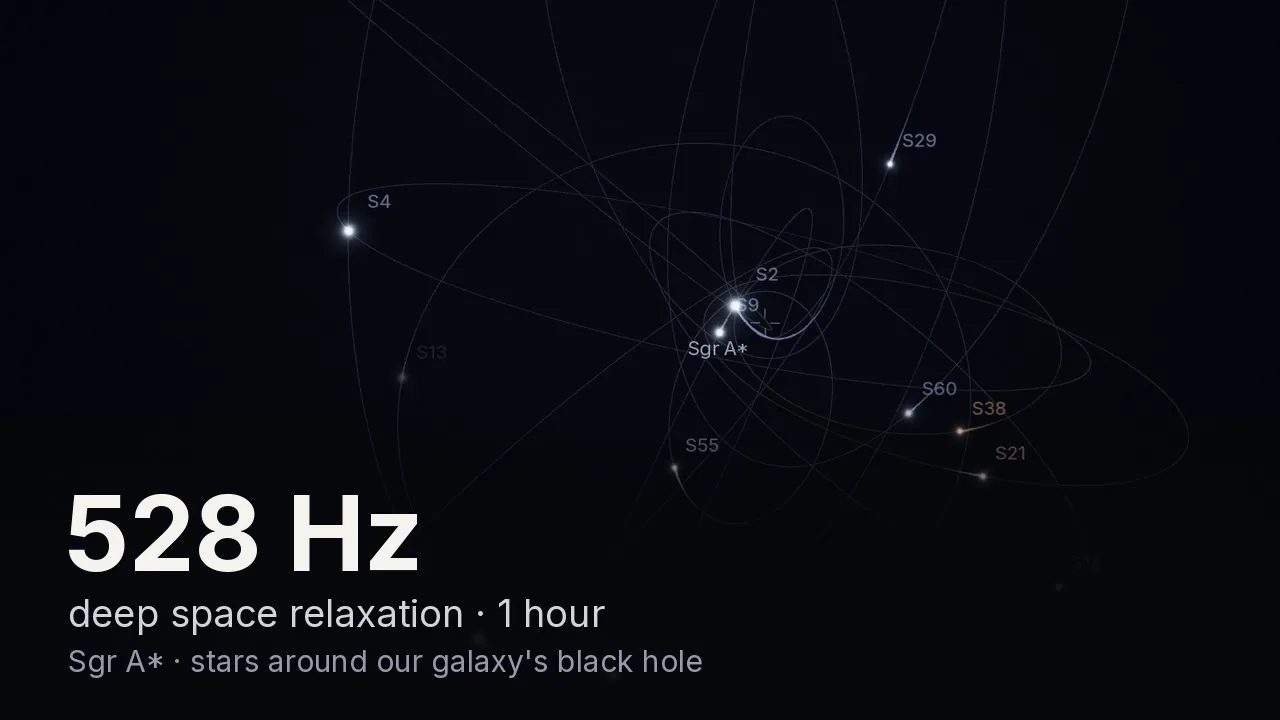 S29
S4
S2
S9
Sgr A*
S13
S60
S38
S21
S55
528 Hz
deep space relaxation · 1 hour
Sgr A* · stars around our galaxy's black hole